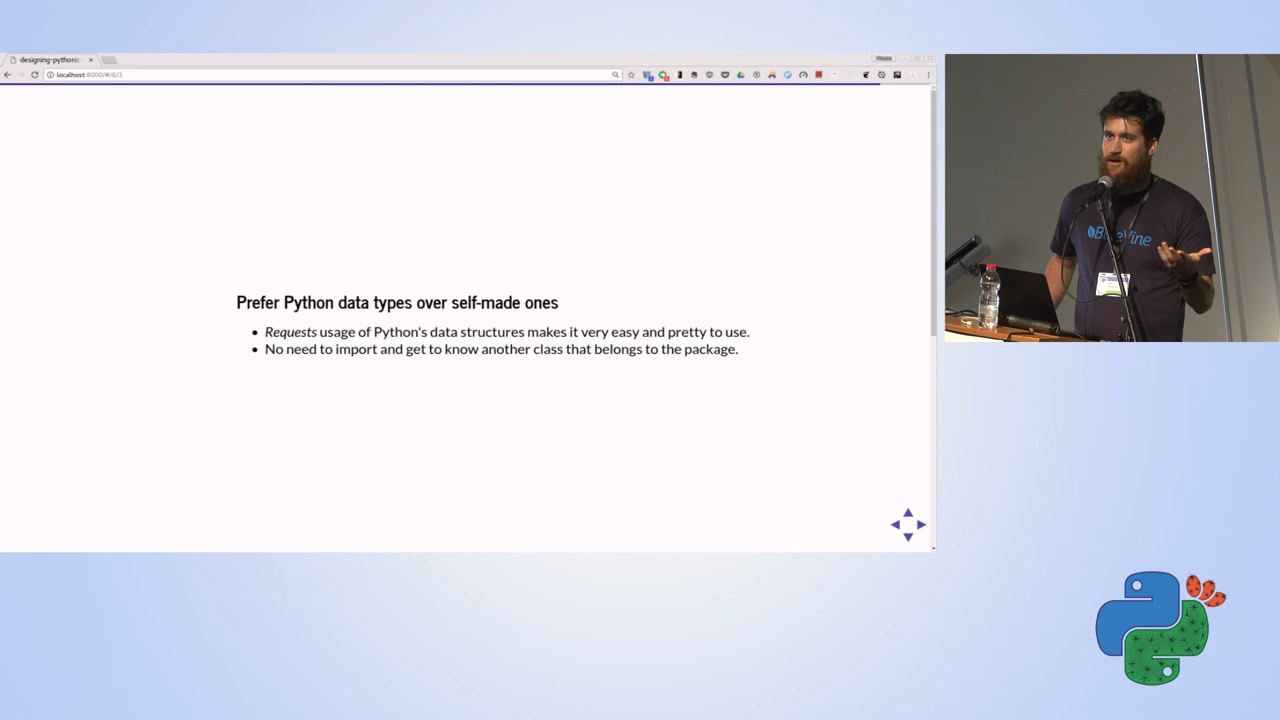 designing-pythonic
localhost:8000/#/6/3
Prefer Python data types over self-made ones
• Requests usage of Python's data structures makes it very easy and pretty to use.
• No need to import and get to know another class that belongs to the package.
BlueVine